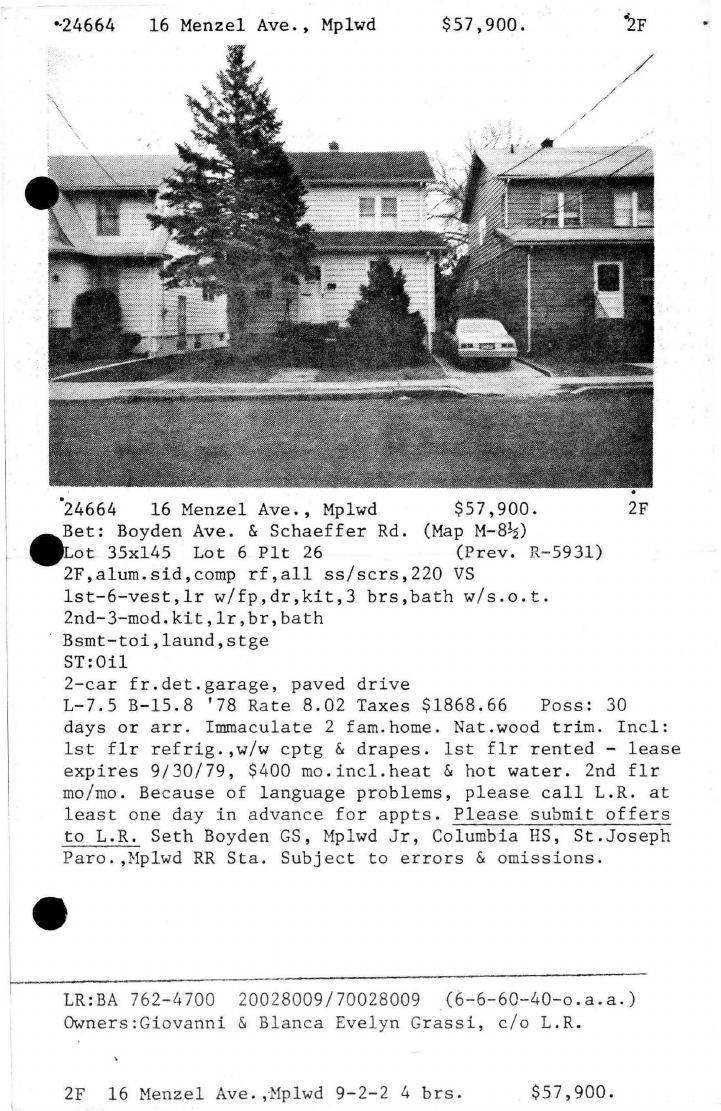 24664 16 Menzel Ave., Mplwd $57,900. 2F
24664 16 Menzel Ave., Mplwd $57,900. 2F
Bet: Boyden Ave. & Schaeffer Rd. (Map M-8½)
Lot 35x145 Lot 6 Plt 26 (Prev. R-5931)
2F,alum.sid,comp rf,all ss/scrs,220 VS
1st-6-vest,lr w/fp,dr,kit,3 brs,bath w/s.o.t.
2nd-3-mod.kit,lr,br,bath
Bsmt-toi,laund,stge
ST:Oil
2-car fr.det.garage, paved drive
L-7.5 B-15.8 '78 Rate 8.02 Taxes $1868.66 Poss: 30
days or arr. Immaculate 2 fam.home. Nat.wood trim. Incl:
1st flr refrig.,w/w cptg & drapes. 1st flr rented - lease
expires 9/30/79, $400 mo.incl.heat & hot water. 2nd flr
mo/mo. Because of language problems, please call L.R. at
least one day in advance for appts. Please submit offers
to L.R. Seth Boyden GS, Mplwd Jr, Columbia HS, St.Joseph
Paro.,Mplwd RR Sta. Subject to errors & omissions.
LR:BA 762-4700 20028009/70028009 (6-6-60-40-o.a.a.)
Owners:Giovanni & Blanca Evelyn Grassi, c/o L.R.
2F 16 Menzel Ave.,Mplwd 9-2-2 4 brs. $57,900.